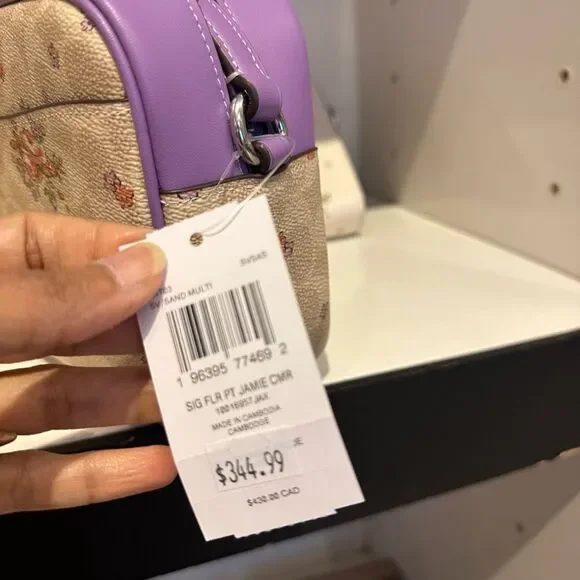 SV5AS
SV/SAND MULTI
1 96395 77469 2
SIG FLR PT JAMIE CMR
MADE IN CAMBODIA
CAMBODGE
$344.99
$430.00 CAD